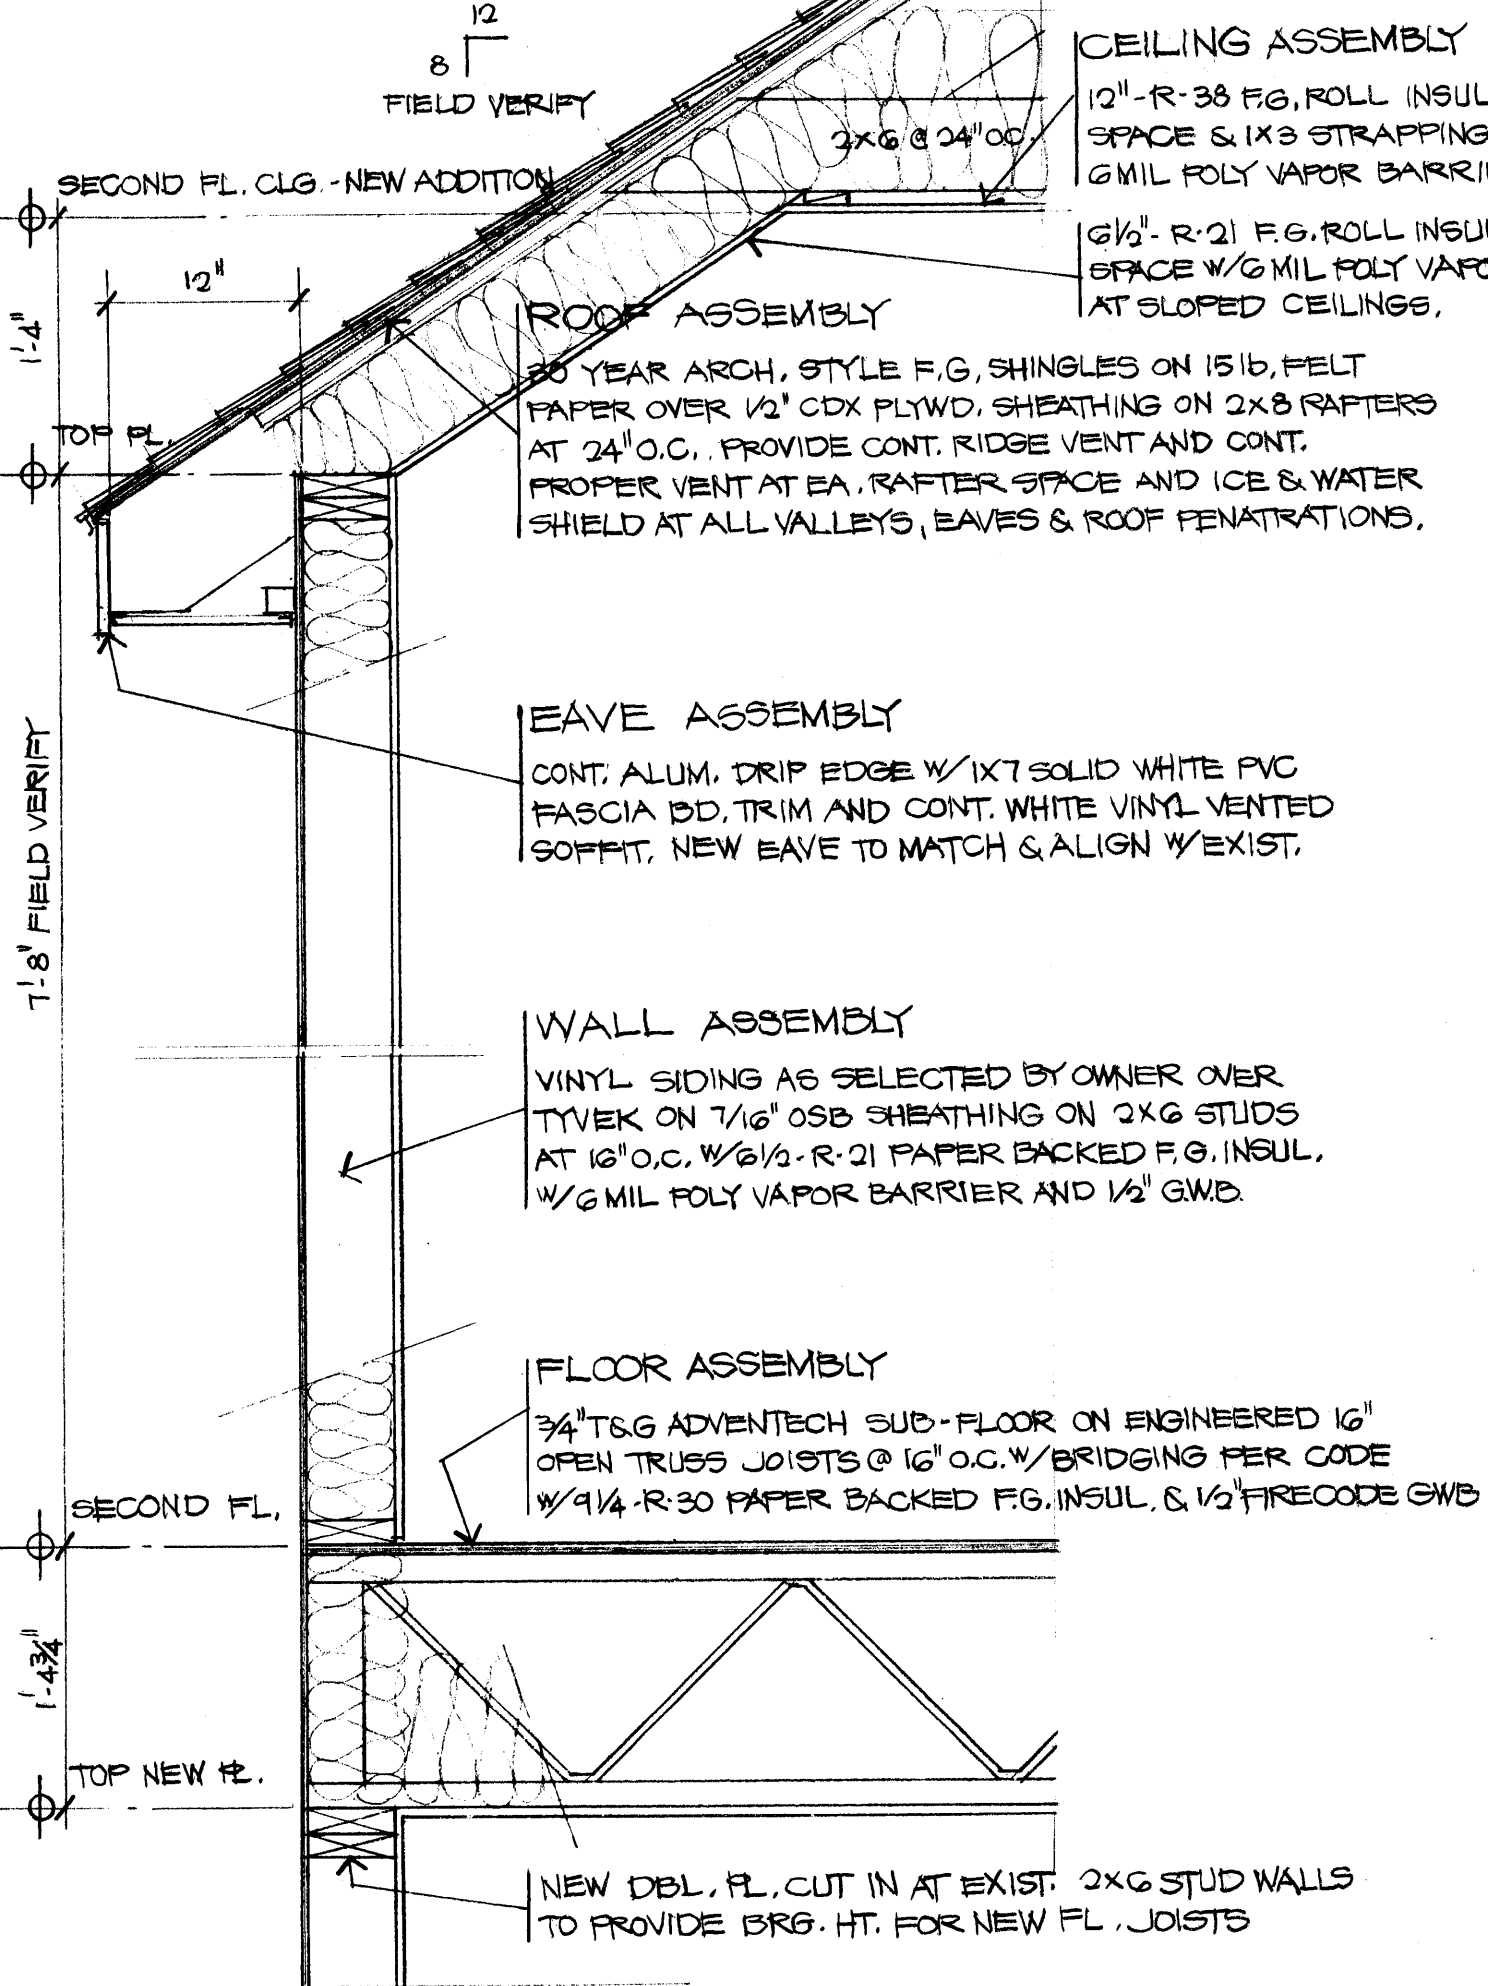 12
8
FIELD VERIFY
CEILING ASSEMBLY
12"-R-38 F.G. ROLL INSUL
SPACE & 1X3 STRAPPING
6 MIL POLY VAPOR BARRI
2X6 @ 24" O.C.
SECOND FL. CLG. - NEW ADDITION
6 1/2"- R-21 F.G. ROLL INSU
SPACE W/6 MIL POLY VAPO
AT SLOPED CEILINGS.
12"
1'-4"
ROOF ASSEMBLY
30 YEAR ARCH. STYLE F.G. SHINGLES ON 15 lb. FELT
PAPER OVER 1/2" CDX PLYWD. SHEATHING ON 2X8 RAFTERS
AT 24" O.C. . PROVIDE CONT. RIDGE VENT AND CONT.
PROPER VENT AT EA. RAFTER SPACE AND ICE & WATER
SHIELD AT ALL VALLEYS, EAVES & ROOF PENATRATIONS.
TOP PL.
EAVE ASSEMBLY
CONT. ALUM. DRIP EDGE W/1X7 SOLID WHITE PVC
FASCIA BD. TRIM AND CONT. WHITE VINYL VENTED
SOFFIT. NEW EAVE TO MATCH & ALIGN W/EXIST.
7'-8" FIELD VERIFY
WALL ASSEMBLY
VINYL SIDING AS SELECTED BY OWNER OVER
TYVEK ON 7/16" OSB SHEATHING ON 2X6 STUDS
AT 16" O.C. W/6 1/2-R-21 PAPER BACKED F.G. INSUL.
W/6 MIL POLY VAPOR BARRIER AND 1/2" G.W.B.
FLOOR ASSEMBLY
3/4" T&G ADVENTECH SUB-FLOOR ON ENGINEERED 16"
OPEN TRUSS JOISTS @ 16" O.C. W/BRIDGING PER CODE
W/9 1/4-R-30 PAPER BACKED F.G. INSUL. & 1/2" FIRECODE GWB
SECOND FL.
1'-4 3/4"
TOP NEW PL.
NEW DBL. PL. CUT IN AT EXIST. 2X6 STUD WALLS
TO PROVIDE BRG. HT. FOR NEW FL. JOISTS